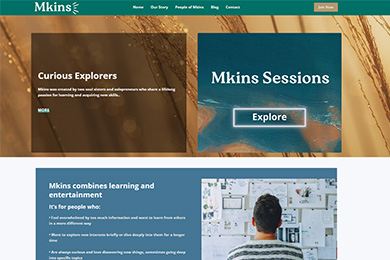 Mkins
Home Our Story People of Mkins Blog Contact
Join Now
Curious Explorers
Mkins was created by two soul sisters and solopreneurs who share a lifelong
passion for learning and acquiring new skills..
MORE
Mkins Sessions
Explore
Mkins combines learning and
entertainment
It's for people who:
• Feel overwhelmed by too much information and want to learn from others
in a more different way
• Want to explore new interests briefly or dive deeply into them for a longer
time
• Are always curious and love discovering new things, sometimes going deep
into specific topics